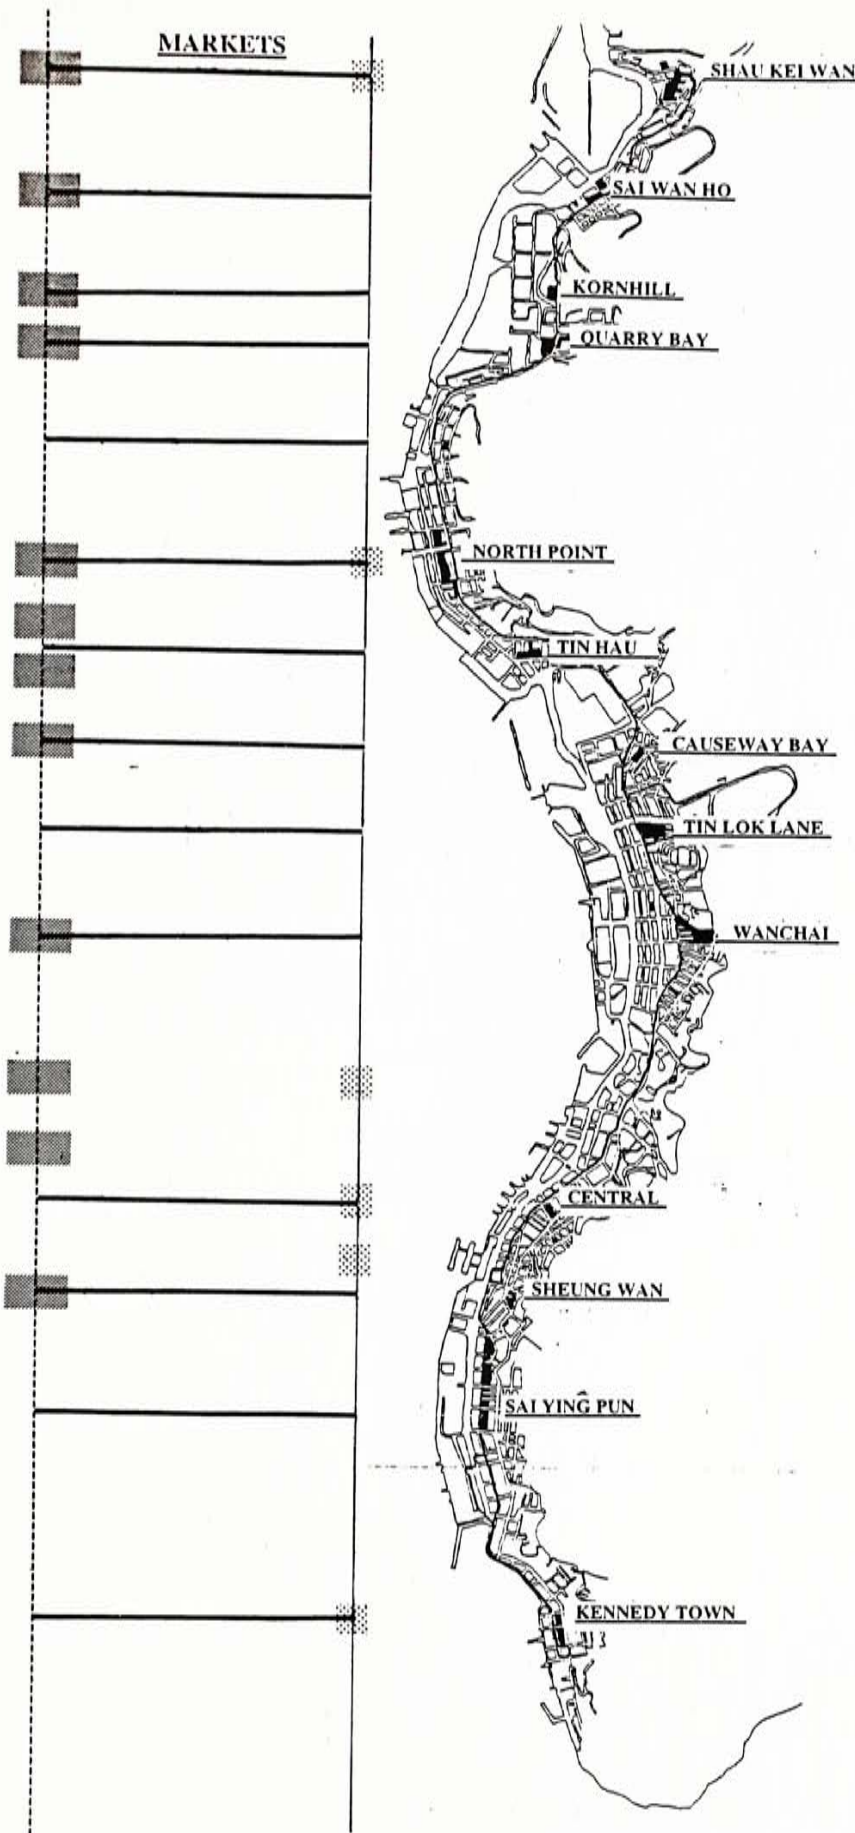 MARKETS
SHAU KEI WAN
SAI WAN HO
KORNHILL
QUARRY BAY
NORTH POINT
TIN HAU
CAUSEWAY BAY
TIN LOK LANE
WANCHAI
CENTRAL
SHEUNG WAN
SAI YING PUN
KENNEDY TOWN